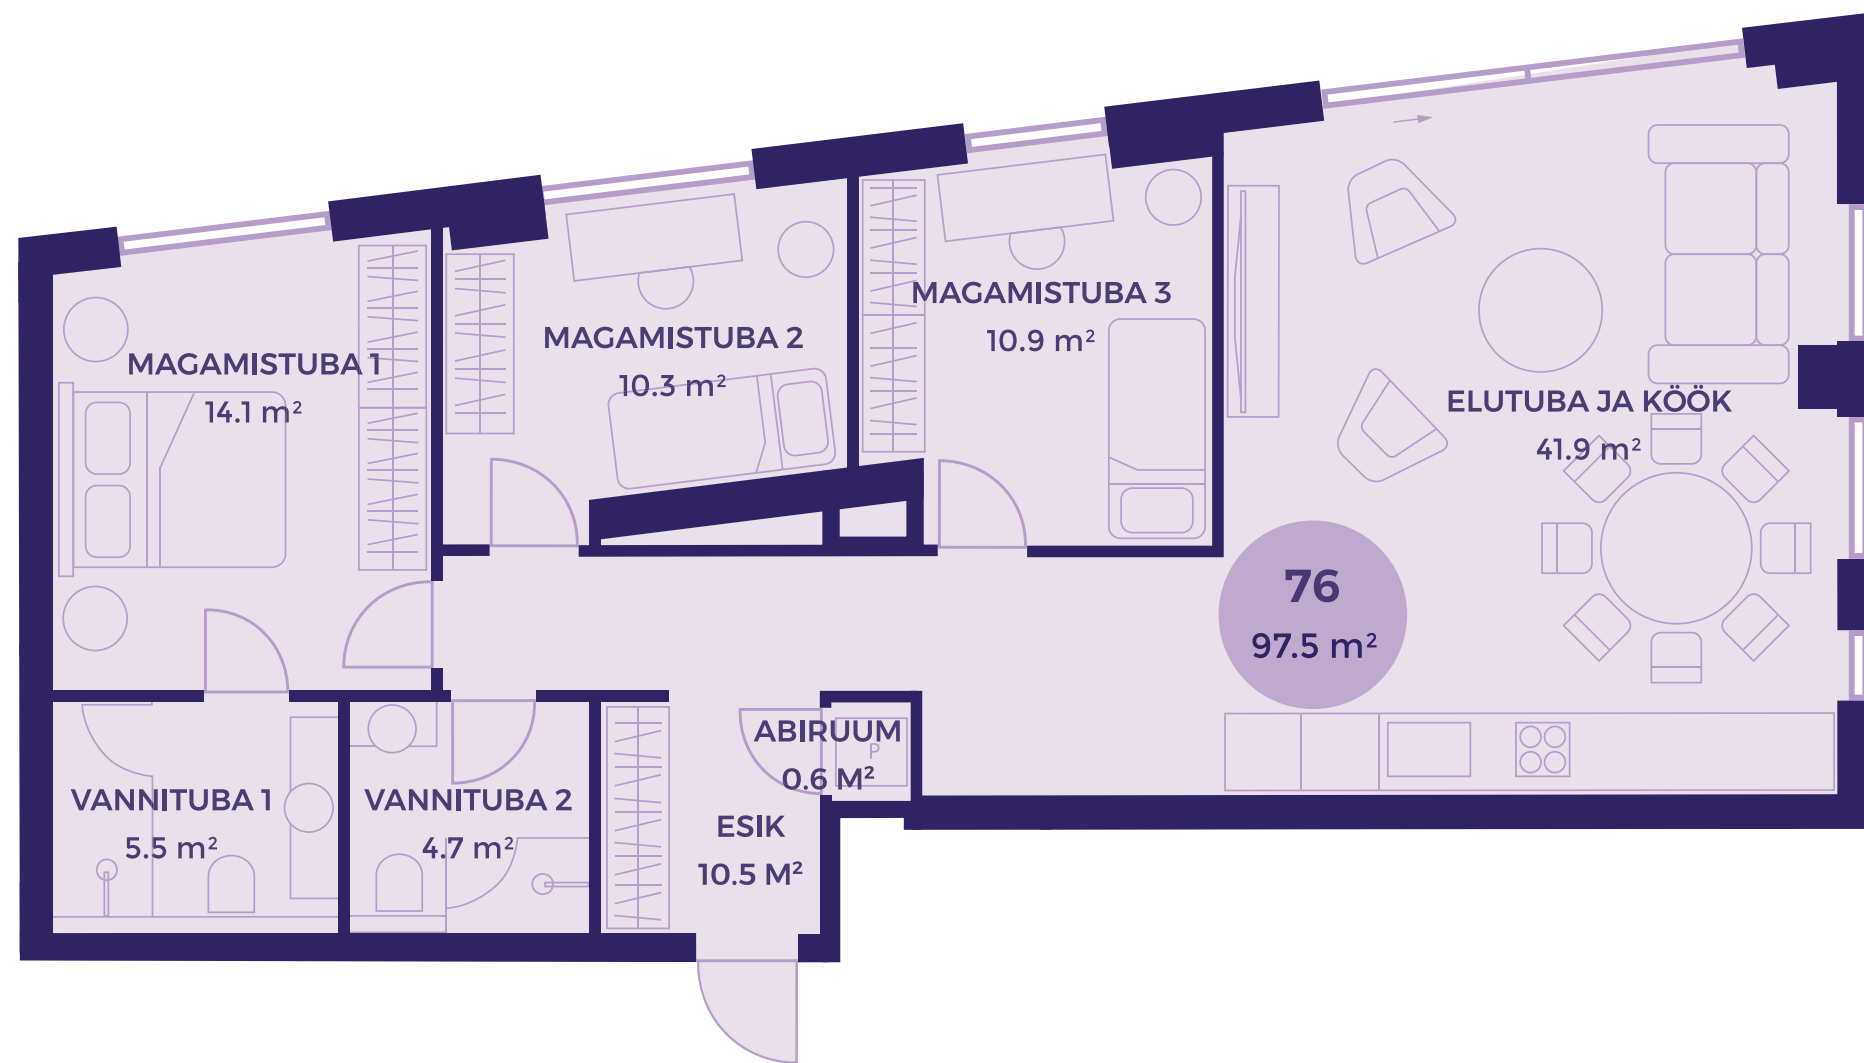 MAGAMISTUBA 1
14.1 m²
MAGAMISTUBA 2
10.3 m²
MAGAMISTUBA 3
10.9 m²
ELUTUBA JA KÖÖK
41.9 m²
76
97.5 m²
VANNITUBA 1
5.5 m²
VANNITUBA 2
4.7 m²
ABIRUUM
P
0.6 M²
ESIK
10.5 M²